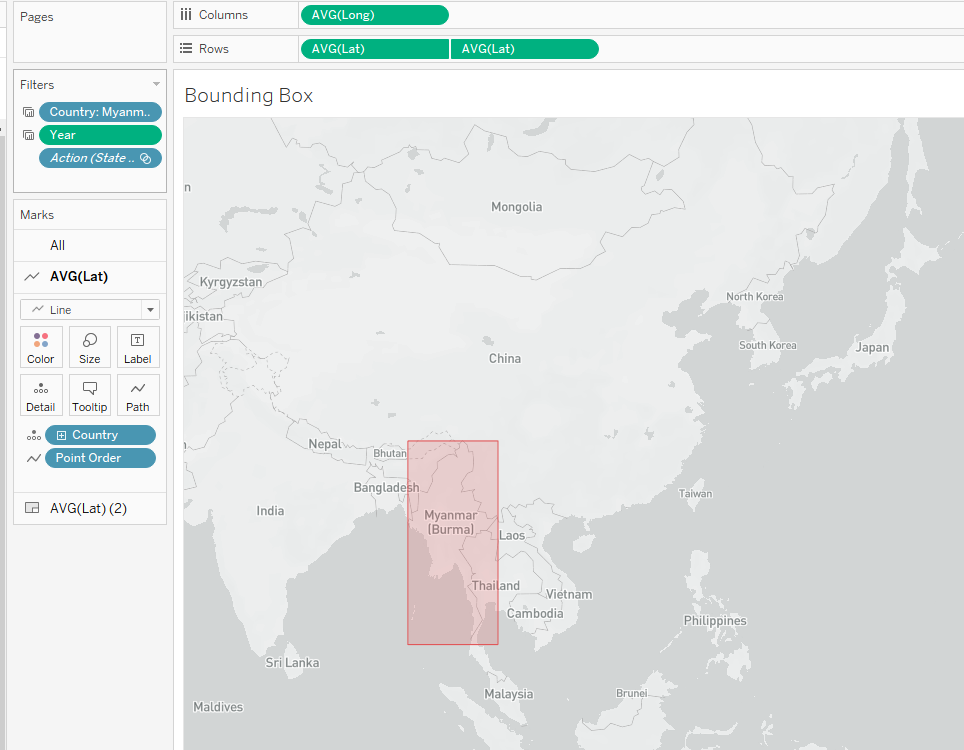 Pages
Columns
AVG(Long)
Rows
AVG(Lat) AVG(Lat)
Filters
Country: Myanm..
Year
Action (State ..
Marks
All
AVG(Lat)
Line
Color Size Label
Detail Tooltip Path
Country
Point Order
AVG(Lat) (2)
Bounding Box
n
Mongolia
Kyrgyzstan
North Korea
ikistan
South Korea
Japan
China
Nepal
Bhutan
Bangladesh
Taiwan
India
Myanmar
(Burma)
Laos
Thailand
Vietnam
Cambodia
Philippines
Sri Lanka
Malaysia
Brunei
Maldives